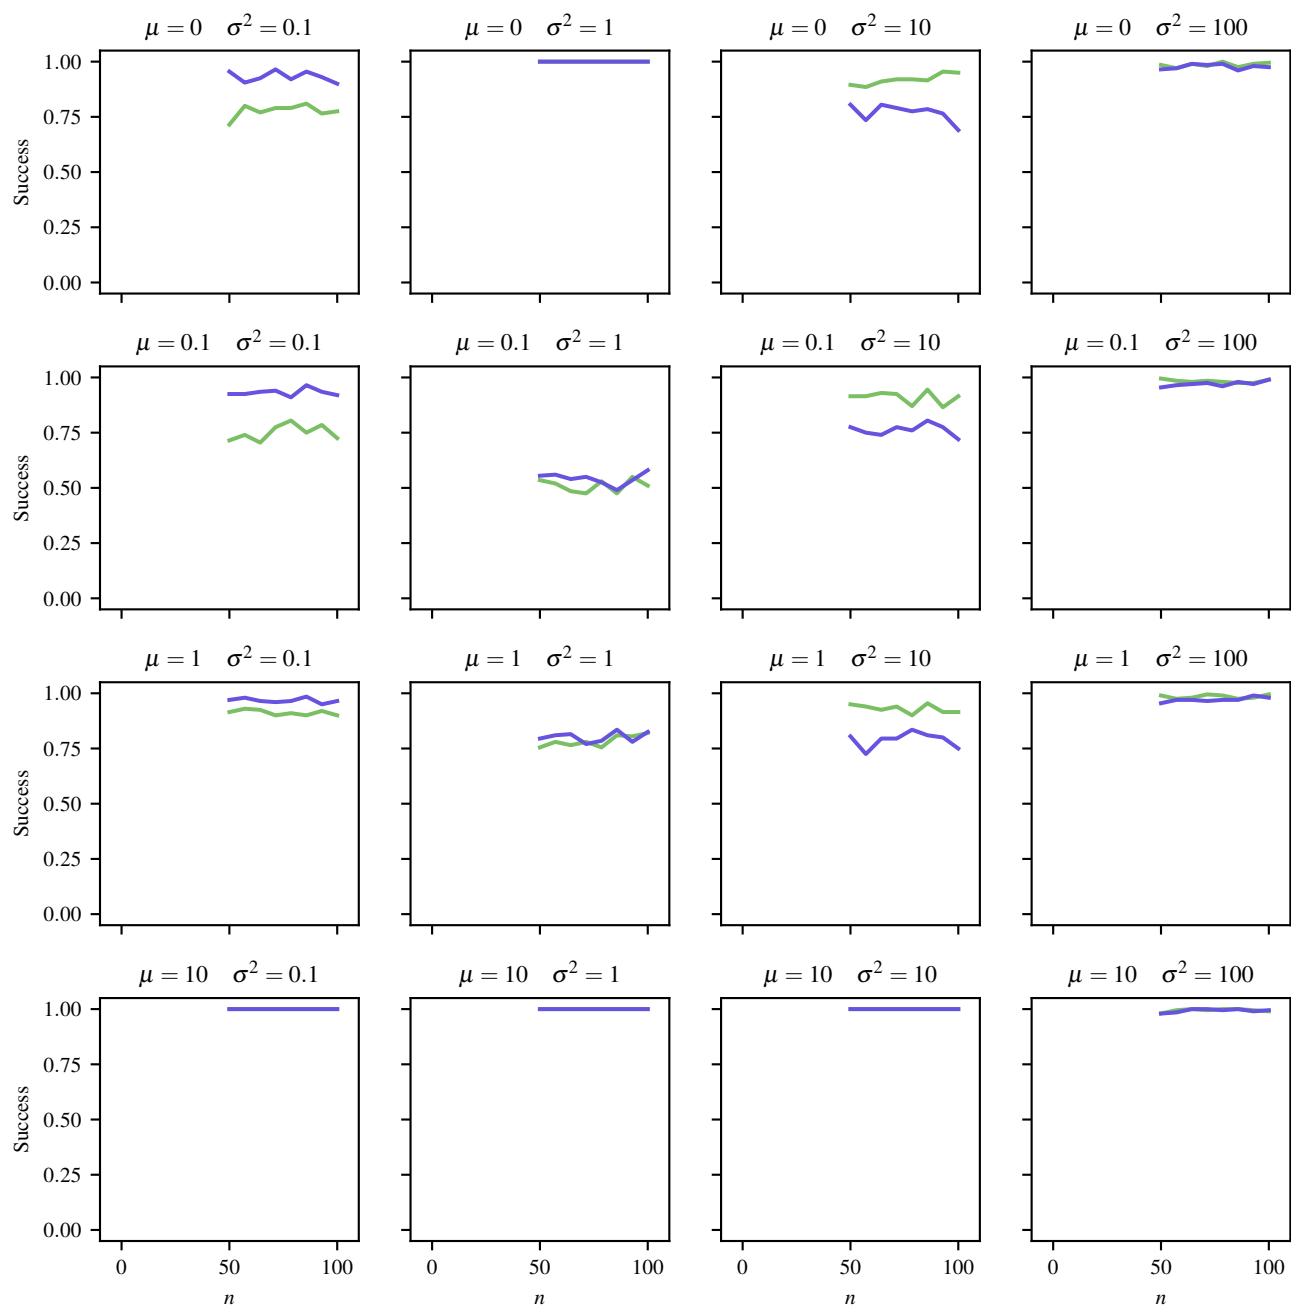 μ = 0 σ² = 0.1
μ = 0 σ² = 1
μ = 0 σ² = 10
μ = 0 σ² = 100
Success
1.00
0.75
0.50
0.25
0.00
μ = 0.1 σ² = 0.1
μ = 0.1 σ² = 1
μ = 0.1 σ² = 10
μ = 0.1 σ² = 100
Success
1.00
0.75
0.50
0.25
0.00
μ = 1 σ² = 0.1
μ = 1 σ² = 1
μ = 1 σ² = 10
μ = 1 σ² = 100
Success
1.00
0.75
0.50
0.25
0.00
μ = 10 σ² = 0.1
μ = 10 σ² = 1
μ = 10 σ² = 10
μ = 10 σ² = 100
Success
1.00
0.75
0.50
0.25
0.00
0 50 100
0 50 100
0 50 100
0 50 100
n
n
n
n